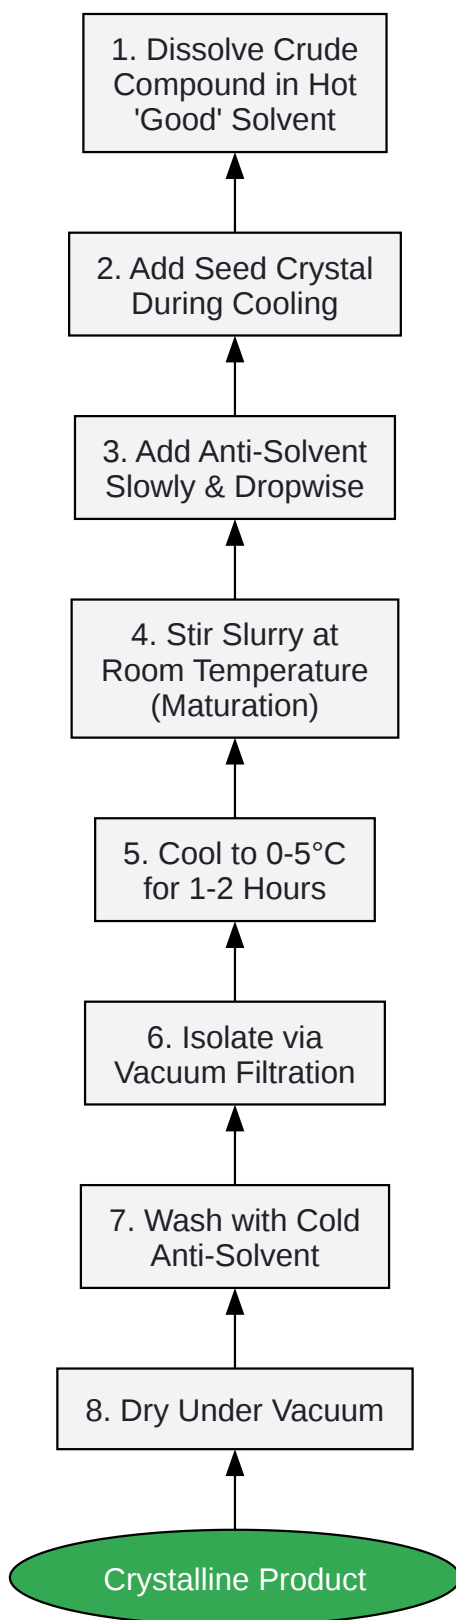 1. Dissolve Crude
Compound in Hot
'Good' Solvent
2. Add Seed Crystal
During Cooling
3. Add Anti-Solvent
Slowly & Dropwise
4. Stir Slurry at
Room Temperature
(Maturation)
5. Cool to 0-5°C
for 1-2 Hours
6. Isolate via
Vacuum Filtration
7. Wash with Cold
Anti-Solvent
8. Dry Under Vacuum
Crystalline Product